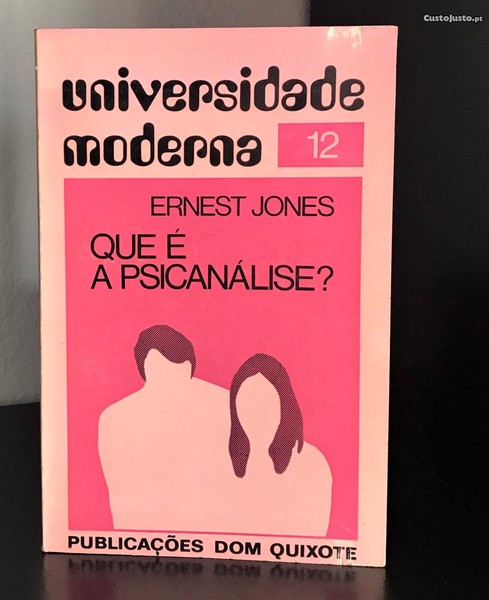 CustoJusto.pt
universidade
moderna
12
ERNEST JONES
QUE É
A PSICANÁLISE?
PUBLICAÇÕES DOM QUIXOTE